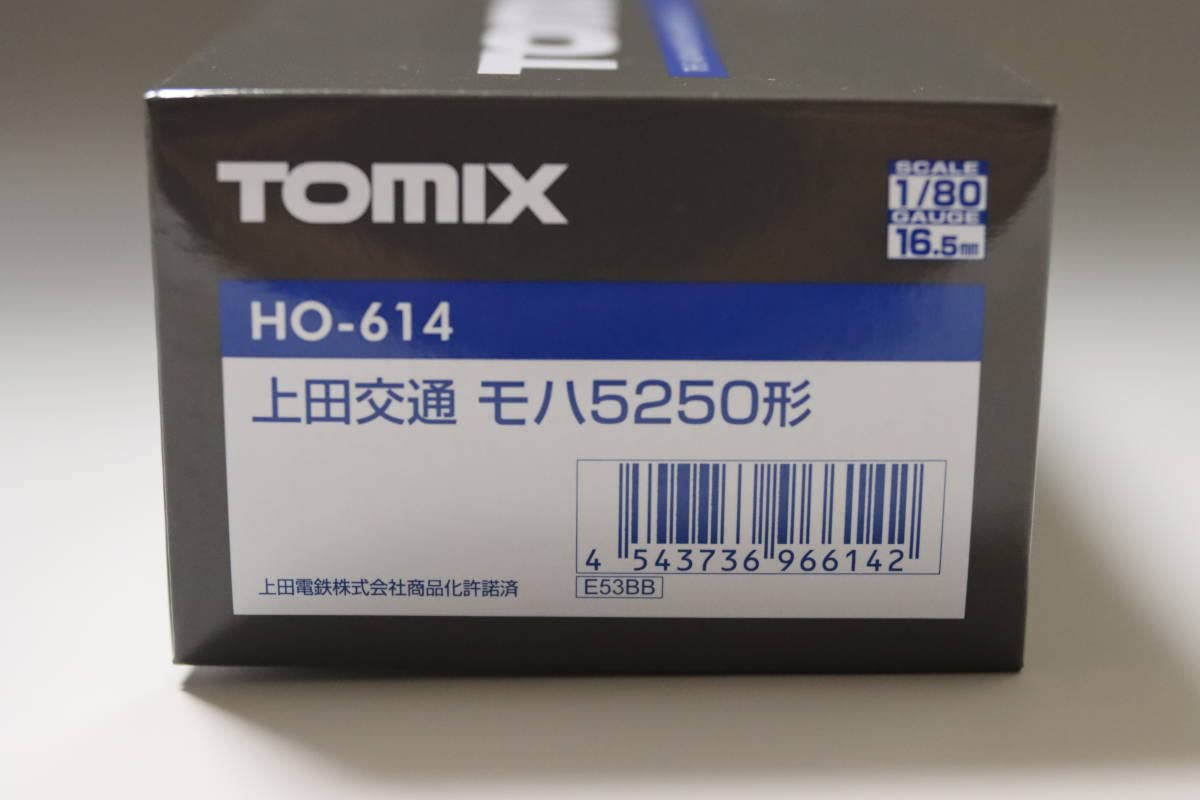 TOMIX
SCALE
1/80
GAUGE
16.5mm
HO-614
上田交通 モハ5250形
4 543736 966142
上田電鉄株式会社商品化許諾済
E53BB